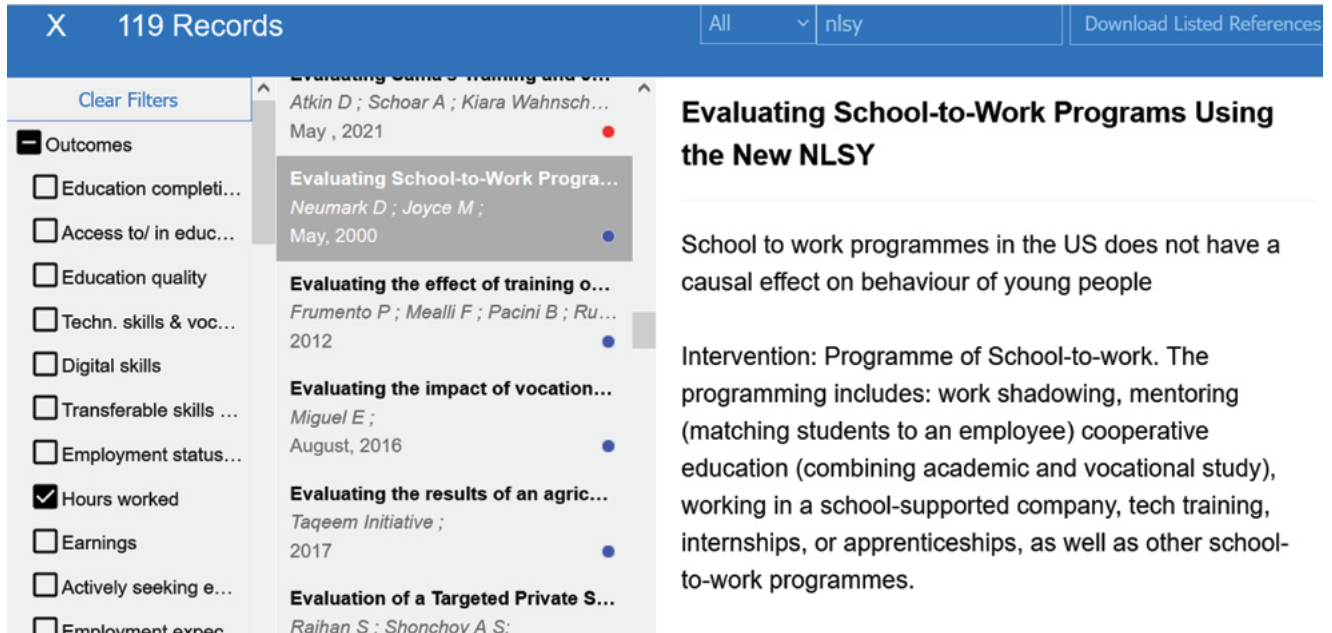 X 119 Records
All nlsy Download Listed References
Clear Filters
Outcomes
Education completi...
Access to/ in educ...
Education quality
Techn. skills & voc...
Digital skills
Transferable skills ...
Employment status...
Hours worked
Earnings
Actively seeking e...
Employment expec
Atkin D ; Schoar A ; Kiara Wahnsch...
May , 2021
Evaluating School-to-Work Progra...
Neumark D ; Joyce M ;
May, 2000
Evaluating the effect of training o...
Frumento P ; Mealli F ; Pacini B ; Ru...
2012
Evaluating the impact of vocation...
Miguel E ;
August, 2016
Evaluating the results of an agric...
Taqeem Initiative ;
2017
Evaluation of a Targeted Private S...
Raihan S ; Shonchoy A S;
Evaluating School-to-Work Programs Using
the New NLSY
School to work programmes in the US does not have a
causal effect on behaviour of young people
Intervention: Programme of School-to-work. The
programming includes: work shadowing, mentoring
(matching students to an employee) cooperative
education (combining academic and vocational study),
working in a school-supported company, tech training,
internships, or apprenticeships, as well as other school-
to-work programmes.